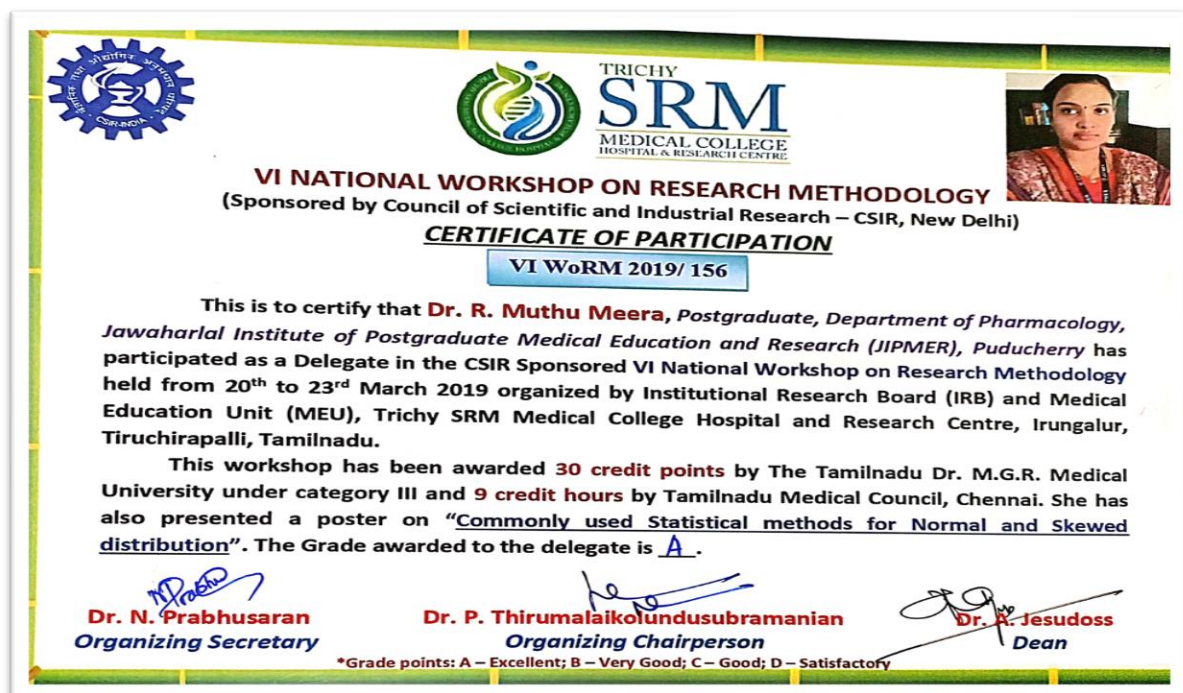 CSIR-INDIA
TRICHY
SRM
MEDICAL COLLEGE
HOSPITAL & RESEARCH CENTRE
VI NATIONAL WORKSHOP ON RESEARCH METHODOLOGY
(Sponsored by Council of Scientific and Industrial Research – CSIR, New Delhi)
CERTIFICATE OF PARTICIPATION
VI WoRM 2019/ 156
This is to certify that Dr. R. Muthu Meera, Postgraduate, Department of Pharmacology,
Jawaharlal Institute of Postgraduate Medical Education and Research (JIPMER), Puducherry has
participated as a Delegate in the CSIR Sponsored VI National Workshop on Research Methodology
held from 20th to 23rd March 2019 organized by Institutional Research Board (IRB) and Medical
Education Unit (MEU), Trichy SRM Medical College Hospital and Research Centre, Irungalur,
Tiruchirapalli, Tamilnadu.
This workshop has been awarded 30 credit points by The Tamilnadu Dr. M.G.R. Medical
University under category III and 9 credit hours by Tamilnadu Medical Council, Chennai. She has
also presented a poster on “Commonly used Statistical methods for Normal and Skewed
distribution”. The Grade awarded to the delegate is A.
Dr. N. Prabhusaran Dr. P. Thirumalaikolundusubramanian Dr. A. Jesudoss
Organizing Secretary Organizing Chairperson Dean
*Grade points: A – Excellent; B – Very Good; C – Good; D – Satisfactory